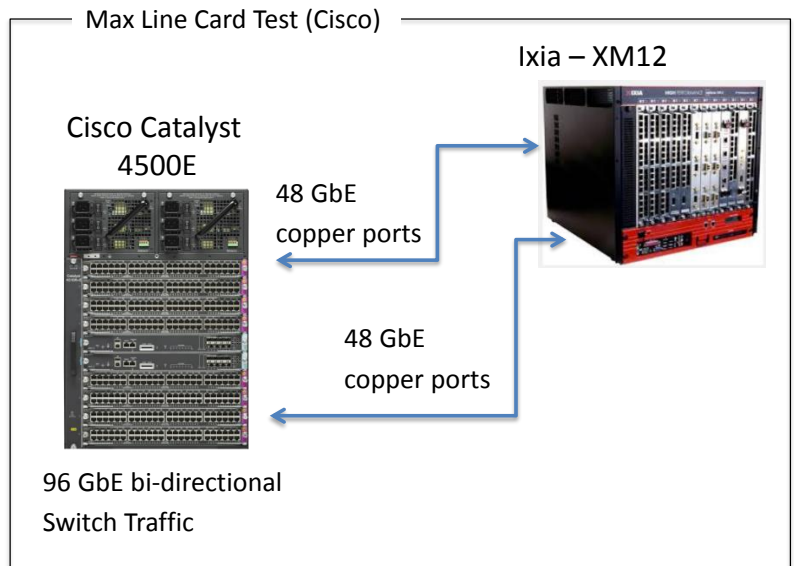 Max Line Card Test (Cisco)
Ixia – XM12
Cisco Catalyst
4500E
48 GbE
copper ports
48 GbE
copper ports
96 GbE bi-directional
Switch Traffic